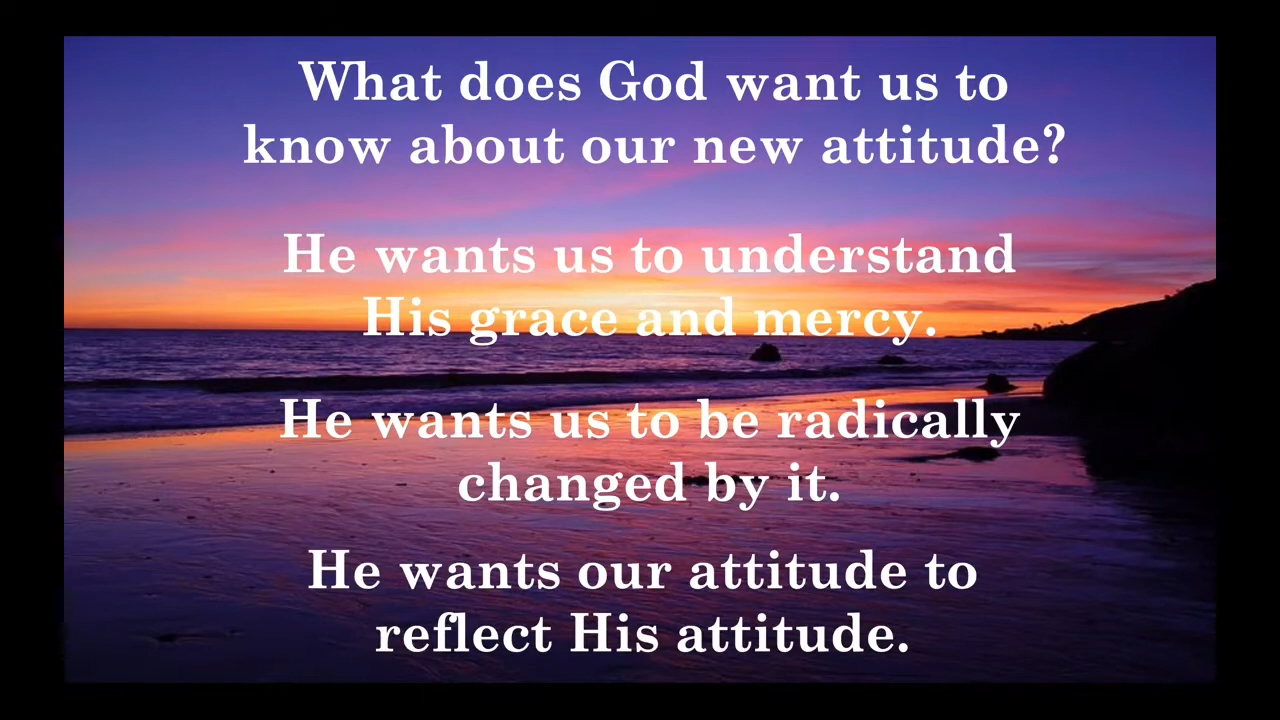 What does God want us to
know about our new attitude?
He wants us to understand
His grace and mercy.
He wants us to be radically
changed by it.
He wants our attitude to
reflect His attitude.